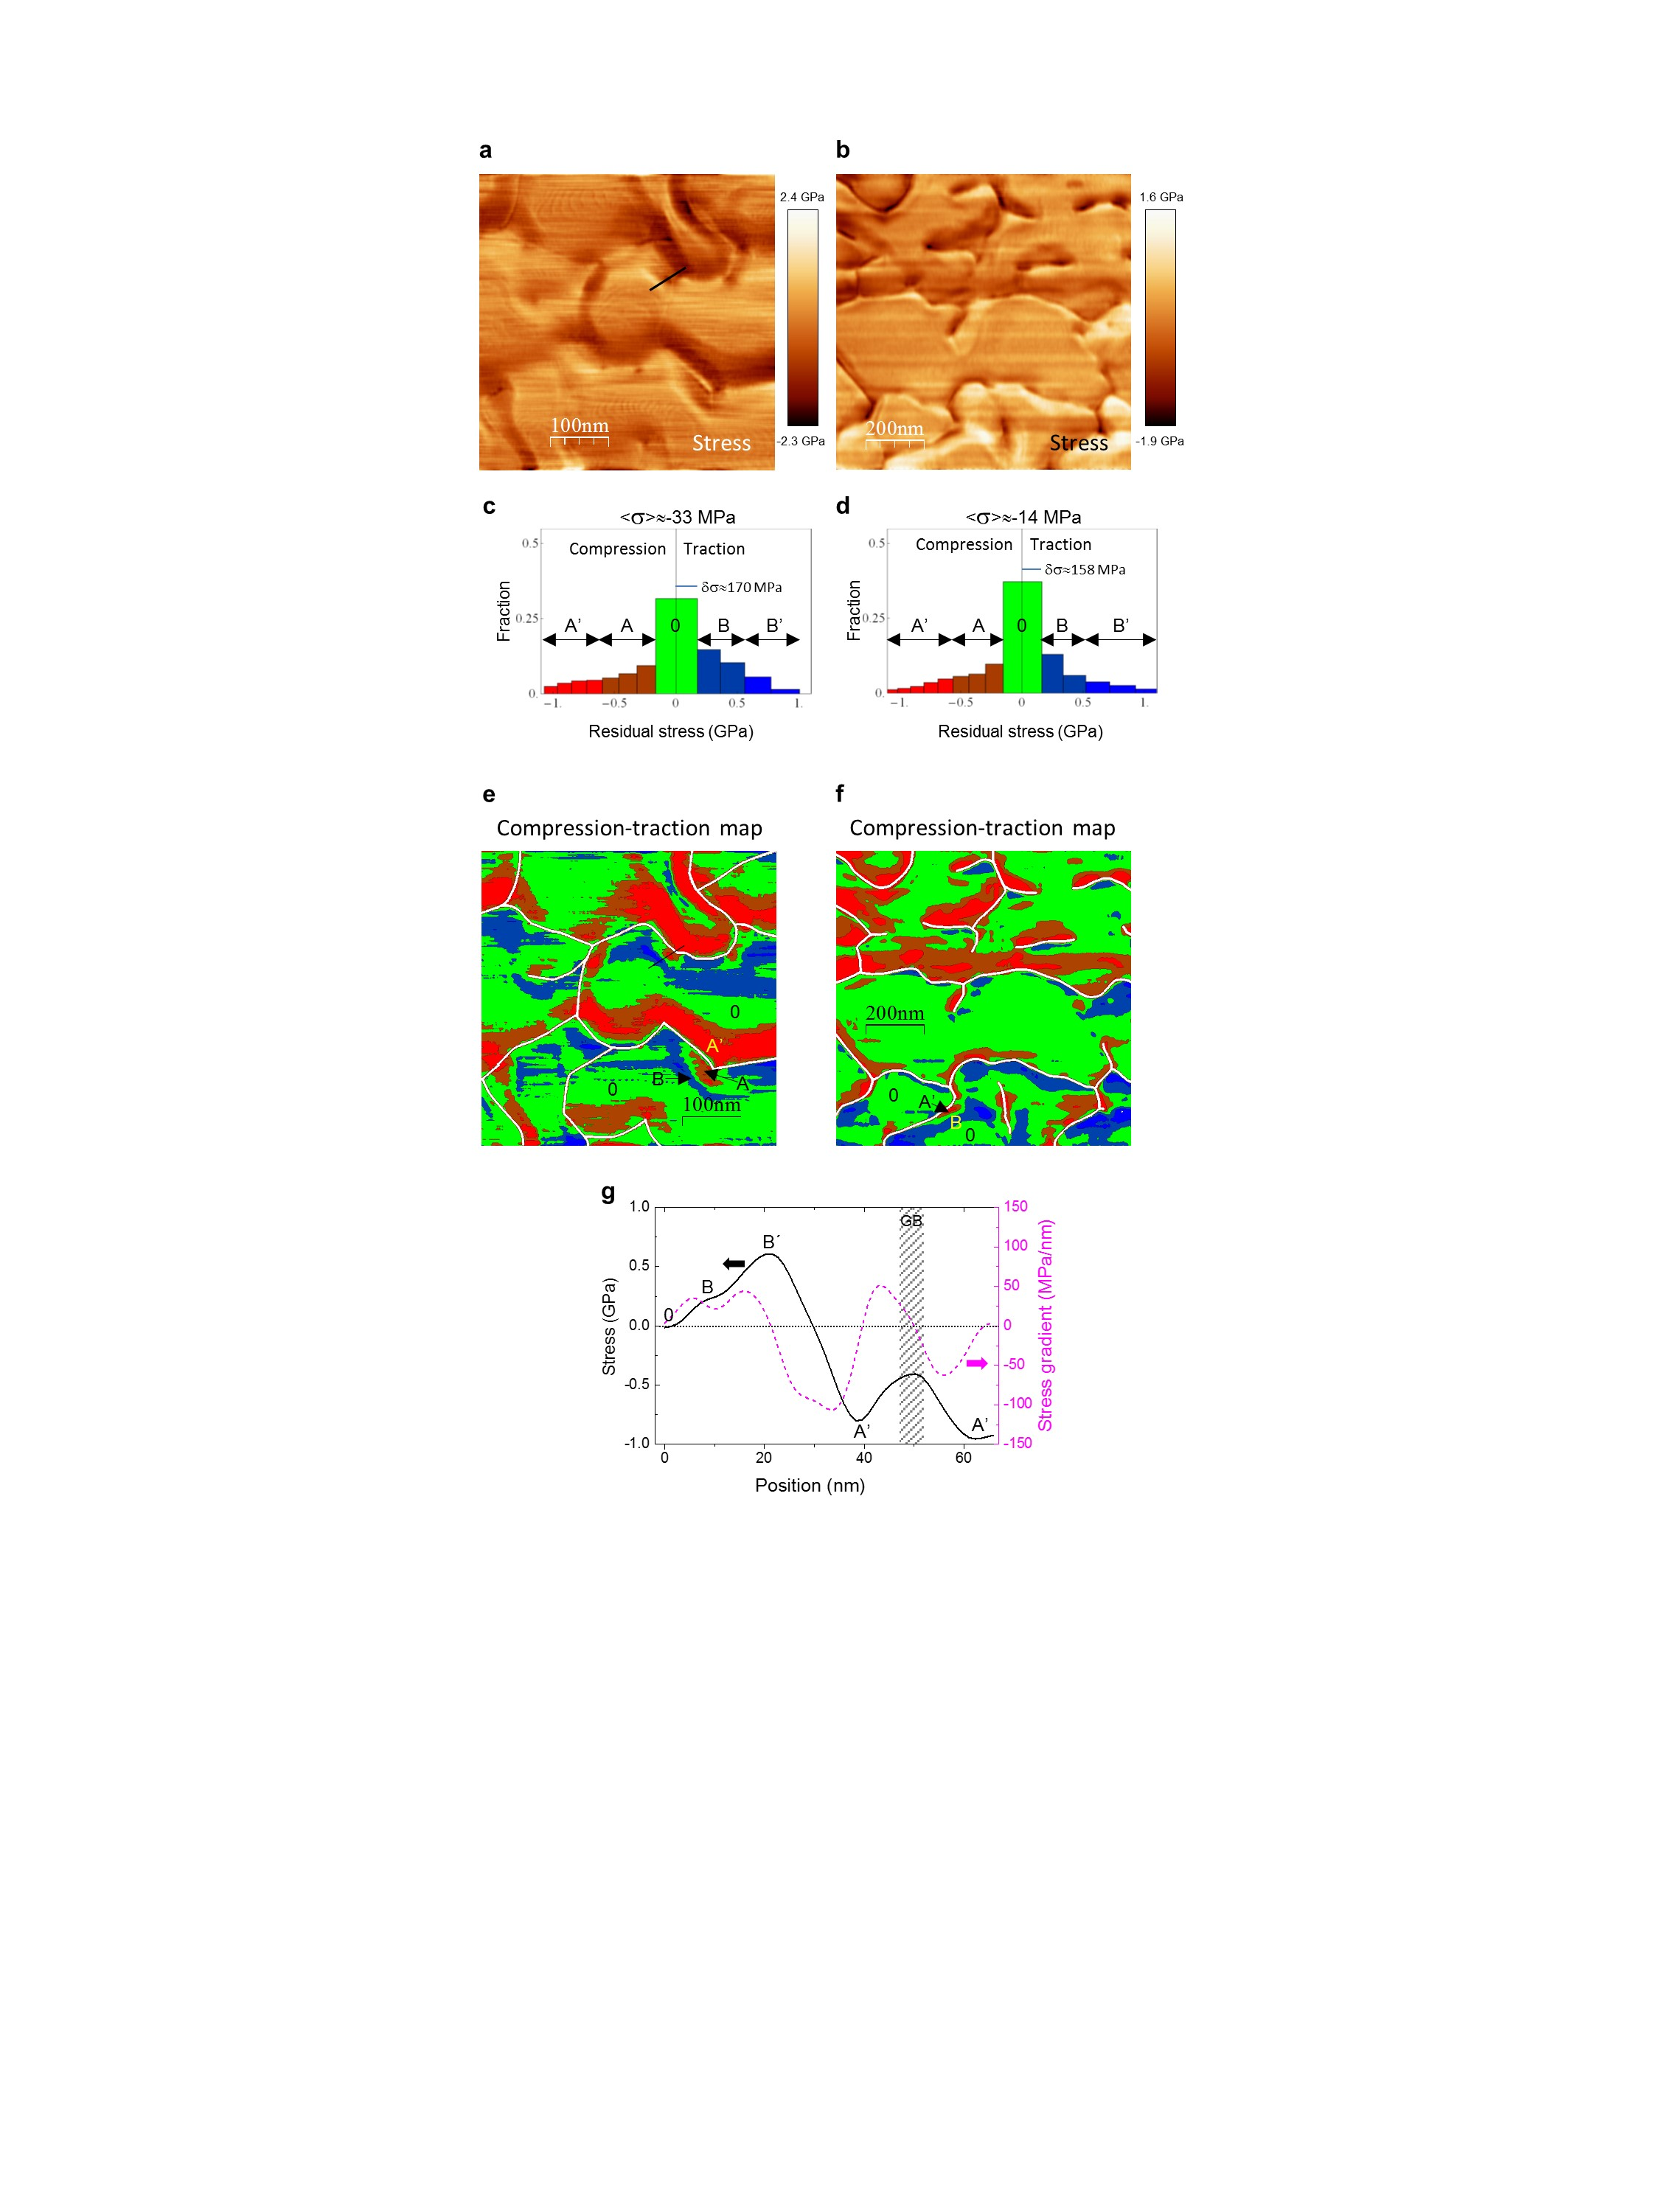 a
b
2.4 GPa
-2.3 GPa
100nm
Stress
1.6 GPa
-1.9 GPa
200nm
Stress
c
<σ>≈-33 MPa
Compression
Traction
δσ≈170 MPa
A’
A
0
B
B’
0.5
0.25
0.
Fraction
−1.
−0.5
0
0.5
1.
Residual stress (GPa)
d
<σ>≈-14 MPa
Compression
Traction
δσ≈158 MPa
A’
A
0
B
B’
0.5
0.25
0.
Fraction
−1.
−0.5
0
0.5
1.
Residual stress (GPa)
e
Compression-traction map
0
A’
B
A
0
100nm
f
Compression-traction map
200nm
0
A’
B
0
g
GB
B´
B
0
A’
A’
1.0
0.5
0.0
-0.5
-1.0
Stress (GPa)
150
100
50
0
-50
-100
-150
Stress gradient (MPa/nm)
0
20
40
60
Position (nm)